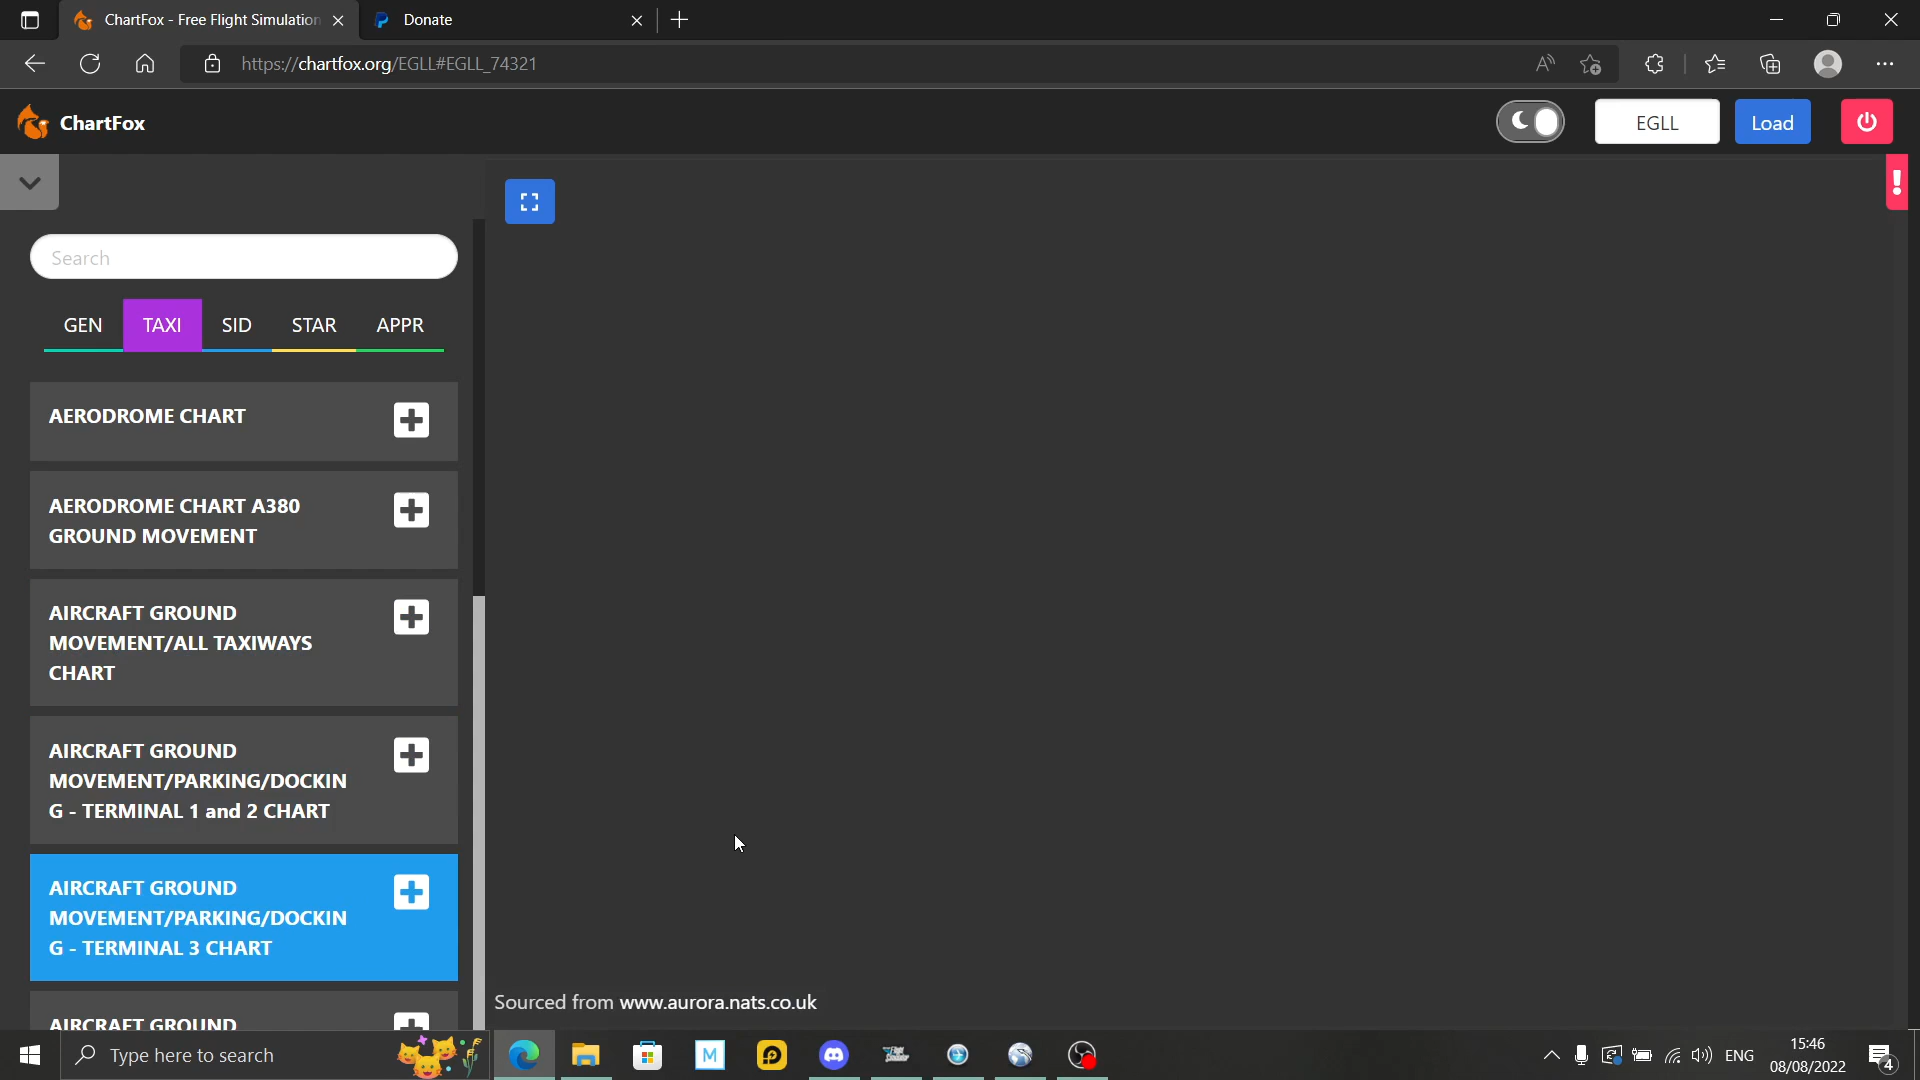 ChartFox - Free Flight Simulation
Donate
https://chartfox.org/EGLL#EGLL_74321
ChartFox
EGLL
Load
Search
GEN
TAXI
SID
STAR
APPR
AERODROME CHART
AERODROME CHART A380
GROUND MOVEMENT
AIRCRAFT GROUND
MOVEMENT/ALL TAXIWAYS
CHART
AIRCRAFT GROUND
MOVEMENT/PARKING/DOCKIN
G - TERMINAL 1 and 2 CHART
AIRCRAFT GROUND
MOVEMENT/PARKING/DOCKIN
G - TERMINAL 3 CHART
AIRCRAFT GROUND
Sourced from www.aurora.nats.co.uk
Type here to search
ENG
15:46
08/08/2022
4